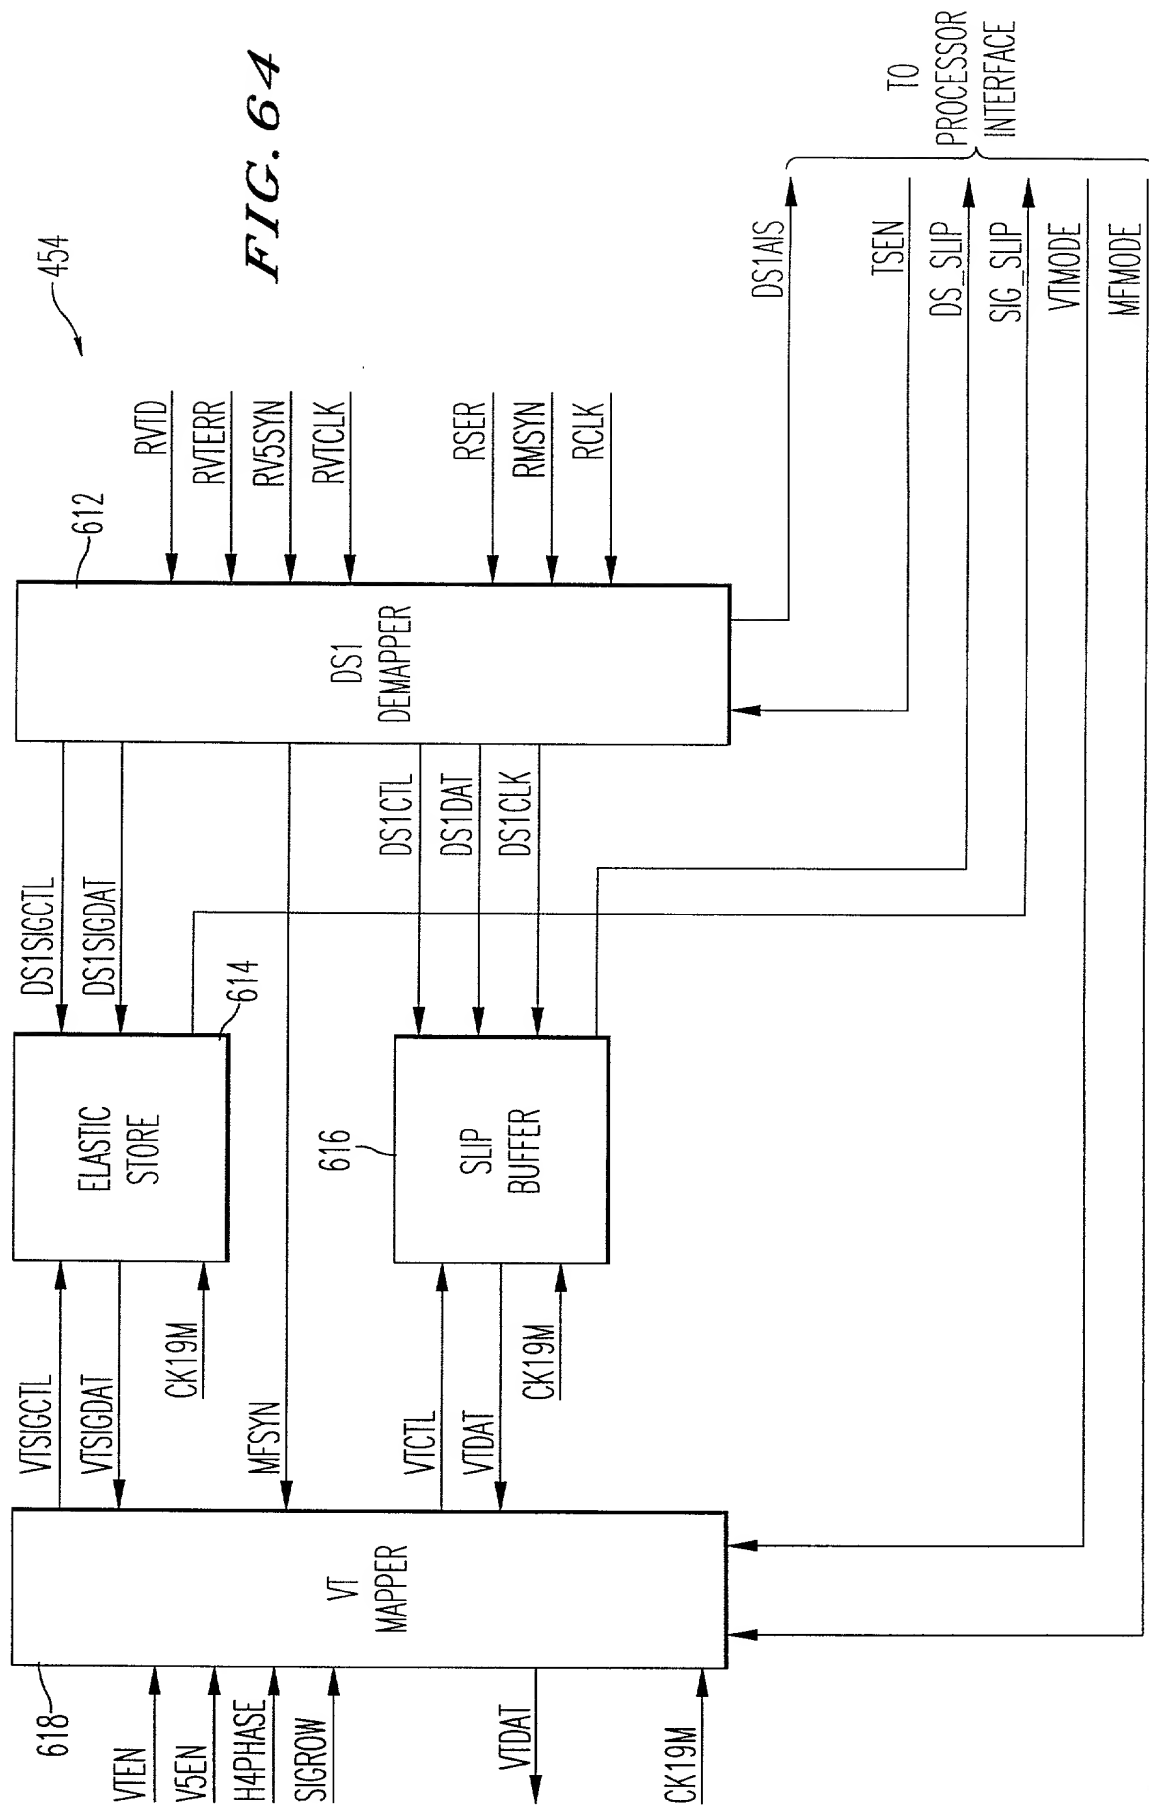 FIG. 64
454
618
VT
MAPPER
VTEN
V5EN
H4PHASE
SIGROW
VTDAT
CK19M
VTSIGCTL
VTSIGDAT
CK19M
MFSYN
VTCTL
VTDAT
CK19M
ELASTIC
STORE
614
616
SLIP
BUFFER
DS1SIGCTL
DS1SIGDAT
DS1CTL
DS1DAT
DS1CLK
612
DS1
DEMAPPER
RVTD
RVTERR
RV5SYN
RVTCLK
RSER
RMSYN
RCLK
DS1AIS
TSEN
DS_SLIP
SIG_SLIP
VTMODE
MFMODE
TO
PROCESSOR
INTERFACE